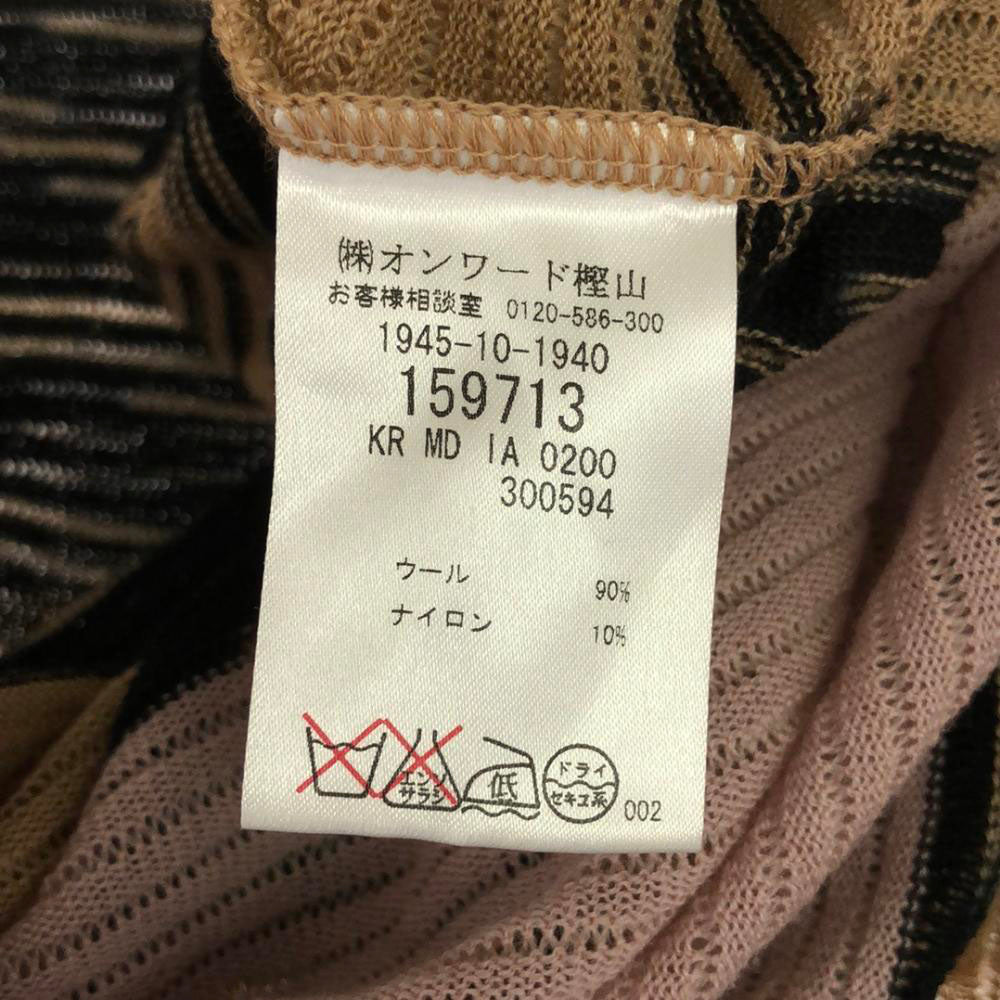 ㈱オンワード樫山
お客様相談室 0120-586-300
1945-10-1940
159713
KR MD IA 0200
300594
ウール 90%
ナイロン 10%
エンソ
サラシ
低
ドライ
セキユ系
002